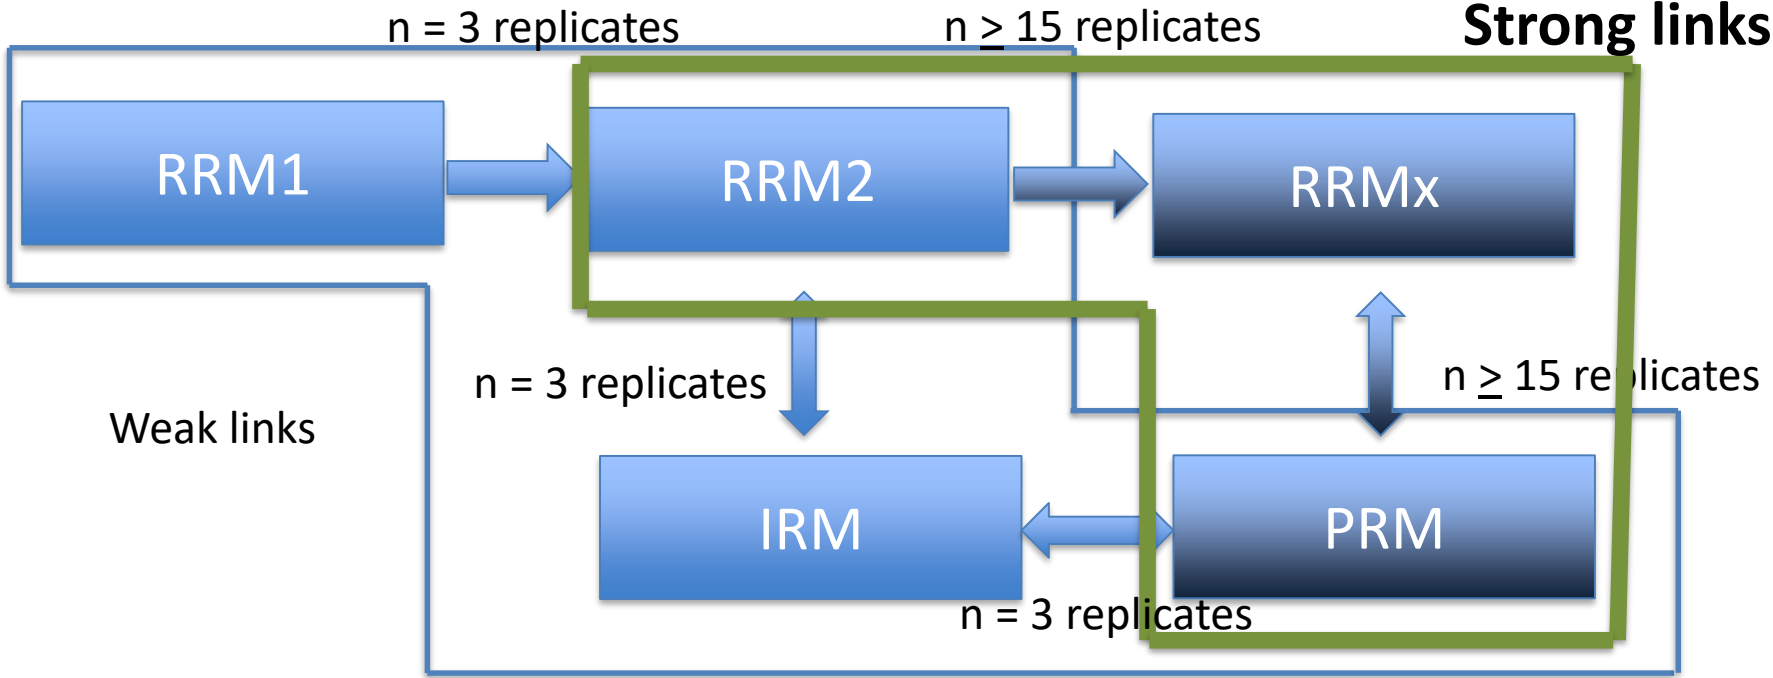 n = 3 replicates
n ≥ 15 replicates
Strong links
RRM1
RRM2
RRMx
n = 3 replicates
n ≥ 15 replicates
Weak links
IRM
PRM
n = 3 replicates